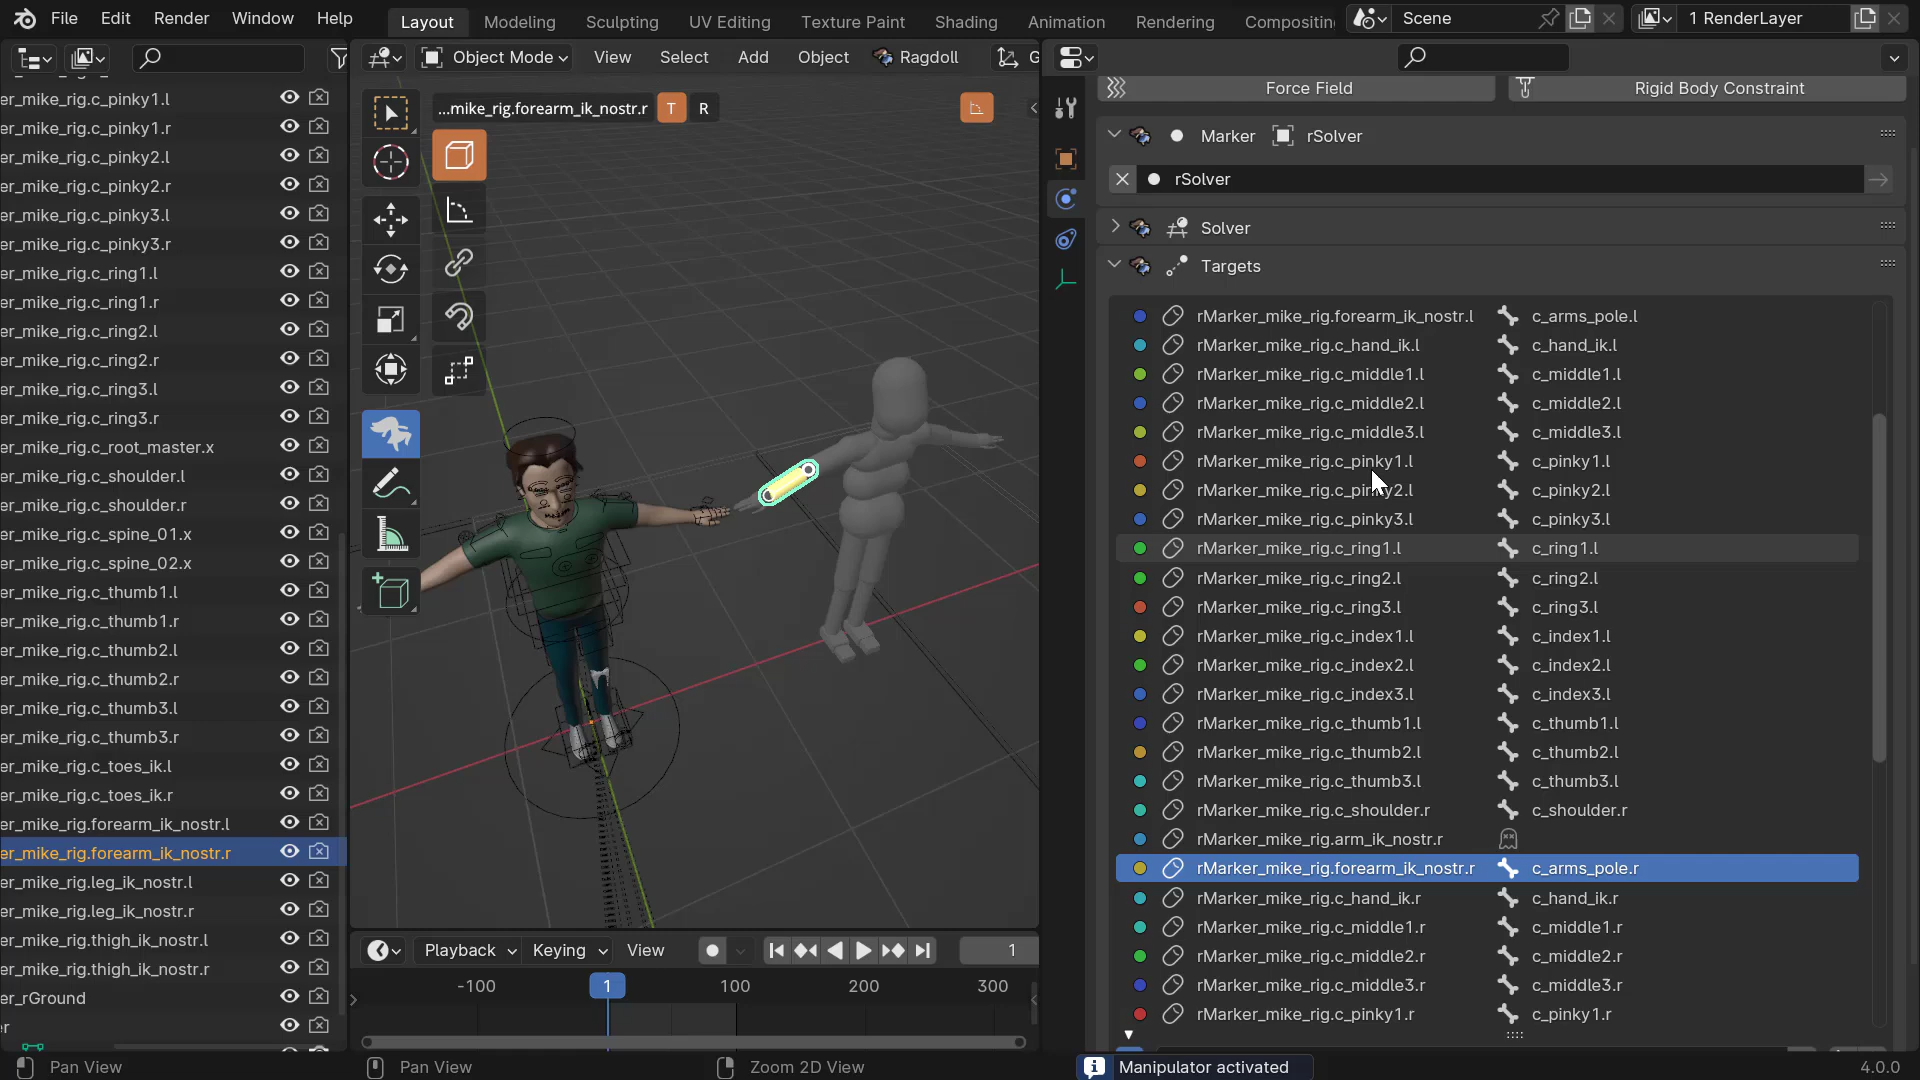 File Edit Render Window Help Layout Modeling Sculpting UV Editing Texture Paint Shading Animation Rendering Compositin Scene 1 RenderLayer
Object Mode View Select Add Object Ragdoll G
er_mike_rig.c_pinky1.l
er_mike_rig.c_pinky1.r
er_mike_rig.c_pinky2.l
er_mike_rig.c_pinky2.r
er_mike_rig.c_pinky3.l
er_mike_rig.c_pinky3.r
er_mike_rig.c_ring1.l
er_mike_rig.c_ring1.r
er_mike_rig.c_ring2.l
er_mike_rig.c_ring2.r
er_mike_rig.c_ring3.l
er_mike_rig.c_ring3.r
er_mike_rig.c_root_master.x
er_mike_rig.c_shoulder.l
er_mike_rig.c_shoulder.r
er_mike_rig.c_spine_01.x
er_mike_rig.c_spine_02.x
er_mike_rig.c_thumb1.l
er_mike_rig.c_thumb1.r
er_mike_rig.c_thumb2.l
er_mike_rig.c_thumb2.r
er_mike_rig.c_thumb3.l
er_mike_rig.c_thumb3.r
er_mike_rig.c_toes_ik.l
er_mike_rig.c_toes_ik.r
er_mike_rig.forearm_ik_nostr.l
er_mike_rig.forearm_ik_nostr.r
er_mike_rig.leg_ik_nostr.l
er_mike_rig.leg_ik_nostr.r
er_mike_rig.thigh_ik_nostr.l
er_mike_rig.thigh_ik_nostr.r
er_rGround
er
...mike_rig.forearm_ik_nostr.r T R
Playback Keying View 1
-100 1 100 200 300
Force Field Rigid Body Constraint
Marker rSolver
rSolver
Solver
Targets
rMarker_mike_rig.forearm_ik_nostr.l c_arms_pole.l
rMarker_mike_rig.c_hand_ik.l c_hand_ik.l
rMarker_mike_rig.c_middle1.l c_middle1.l
rMarker_mike_rig.c_middle2.l c_middle2.l
rMarker_mike_rig.c_middle3.l c_middle3.l
rMarker_mike_rig.c_pinky1.l c_pinky1.l
rMarker_mike_rig.c_pinky2.l c_pinky2.l
rMarker_mike_rig.c_pinky3.l c_pinky3.l
rMarker_mike_rig.c_ring1.l c_ring1.l
rMarker_mike_rig.c_ring2.l c_ring2.l
rMarker_mike_rig.c_ring3.l c_ring3.l
rMarker_mike_rig.c_index1.l c_index1.l
rMarker_mike_rig.c_index2.l c_index2.l
rMarker_mike_rig.c_index3.l c_index3.l
rMarker_mike_rig.c_thumb1.l c_thumb1.l
rMarker_mike_rig.c_thumb2.l c_thumb2.l
rMarker_mike_rig.c_thumb3.l c_thumb3.l
rMarker_mike_rig.c_shoulder.r c_shoulder.r
rMarker_mike_rig.arm_ik_nostr.r
rMarker_mike_rig.forearm_ik_nostr.r c_arms_pole.r
rMarker_mike_rig.c_hand_ik.r c_hand_ik.r
rMarker_mike_rig.c_middle1.r c_middle1.r
rMarker_mike_rig.c_middle2.r c_middle2.r
rMarker_mike_rig.c_middle3.r c_middle3.r
rMarker_mike_rig.c_pinky1.r c_pinky1.r
Pan View Pan View Zoom 2D View Manipulator activated 4.0.0